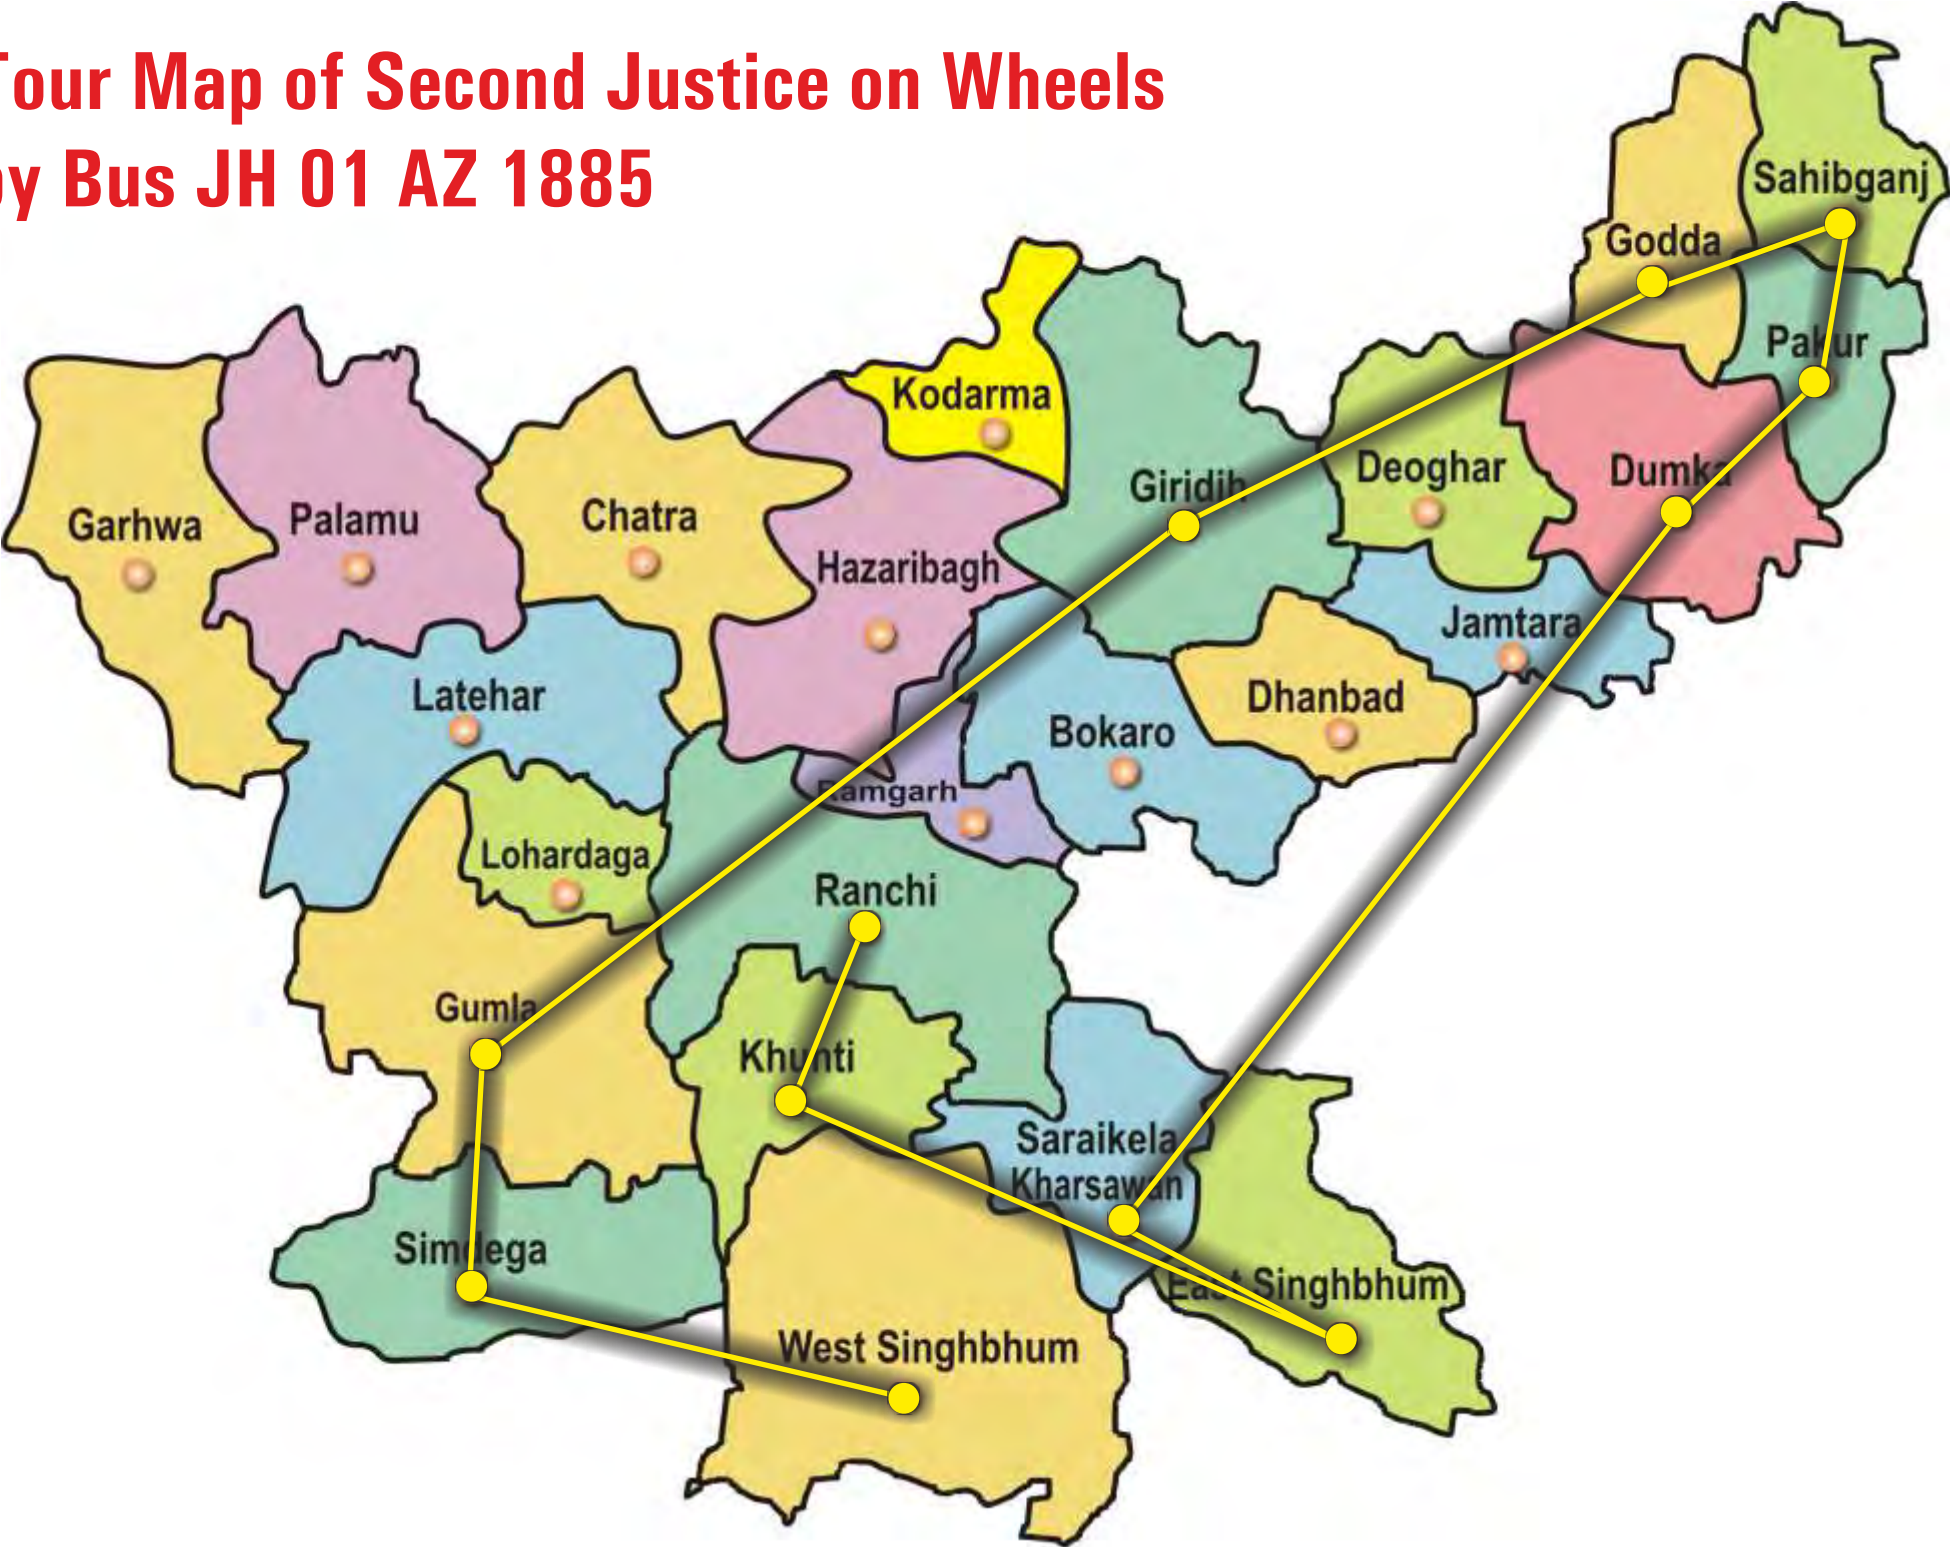 Tour Map of Second Justice on Wheels
by Bus JH 01 AZ 1885
Sahibganj
Godda
Pakur
Kodarma
Deoghar
Dumka
Giridih
Garhwa
Palamu
Chatra
Hazaribagh
Jamtara
Latehar
Dhanbad
Bokaro
Ramgarh
Lohardaga
Ranchi
Gumla
Khunti
Saraikela
Kharsawan
Simdega
East Singhbhum
West Singhbhum